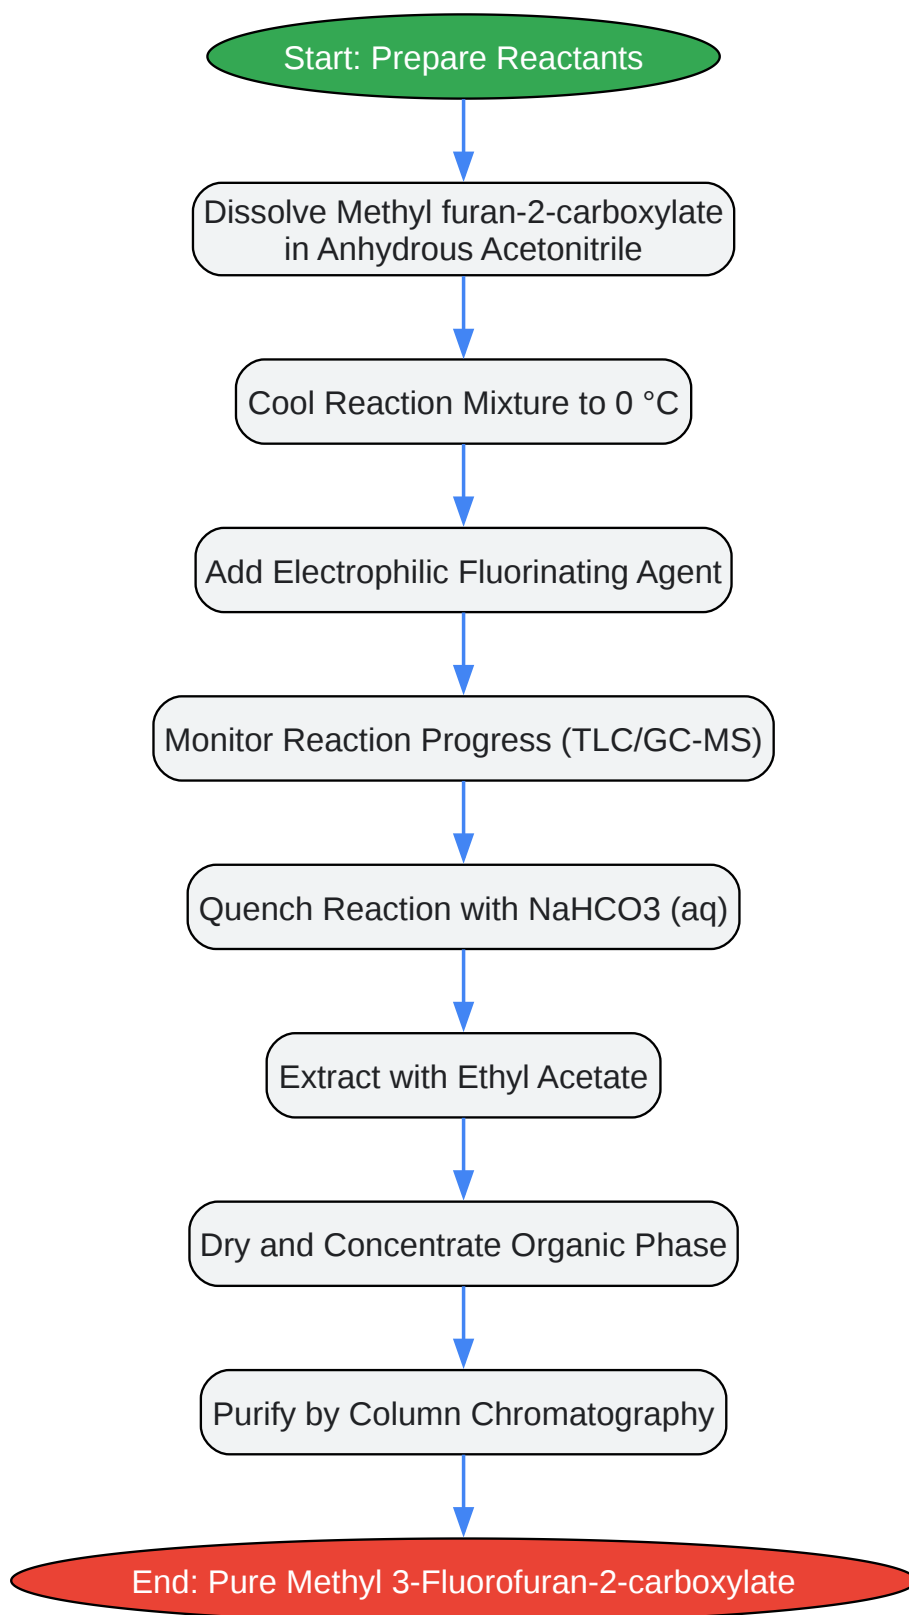 Start: Prepare Reactants
Dissolve Methyl furan-2-carboxylate
in Anhydrous Acetonitrile
Cool Reaction Mixture to 0 °C
Add Electrophilic Fluorinating Agent
Monitor Reaction Progress (TLC/GC-MS)
Quench Reaction with NaHCO3 (aq)
Extract with Ethyl Acetate
Dry and Concentrate Organic Phase
Purify by Column Chromatography
End: Pure Methyl 3-Fluorofuran-2-carboxylate